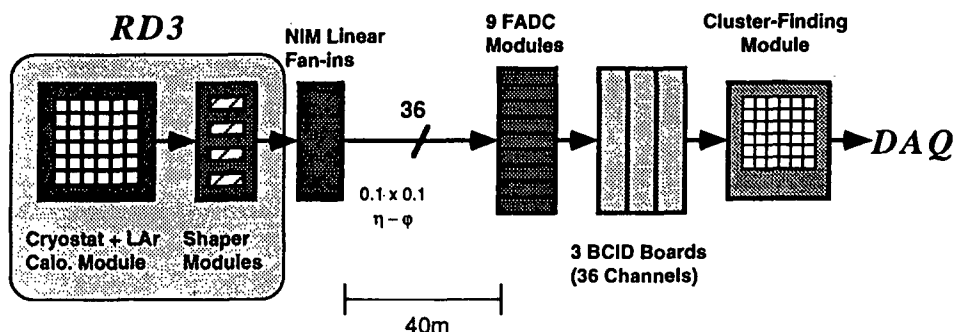 RD3
NIM Linear
Fan-ins
9 FADC
Modules
Cluster-Finding
Module
36
DAQ
0.1 x 0.1
η – φ
Cryostat + LAr
Calo. Module
Shaper
Modules
3 BCID Boards
(36 Channels)
40m